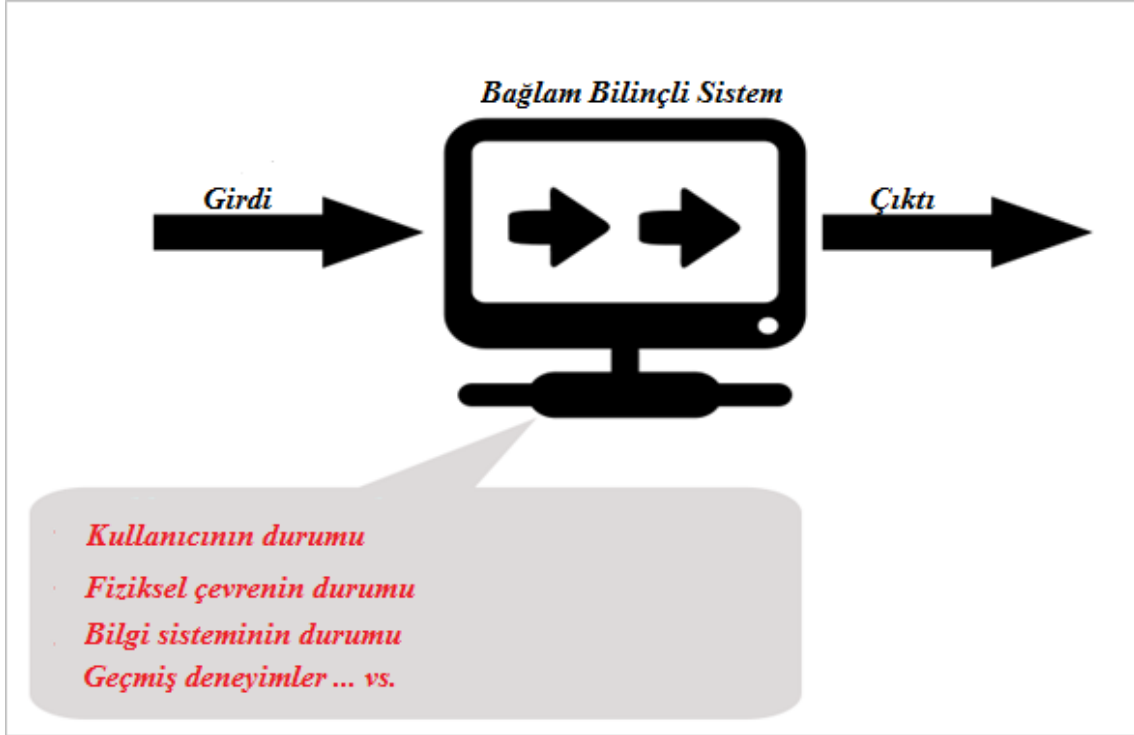 Bağlam Bilinçli Sistem
Girdi
Çıktı
Kullanıcının durumu
Fiziksel çevrenin durumu
Bilgi sisteminin durumu
Geçmiş deneyimler ... vs.